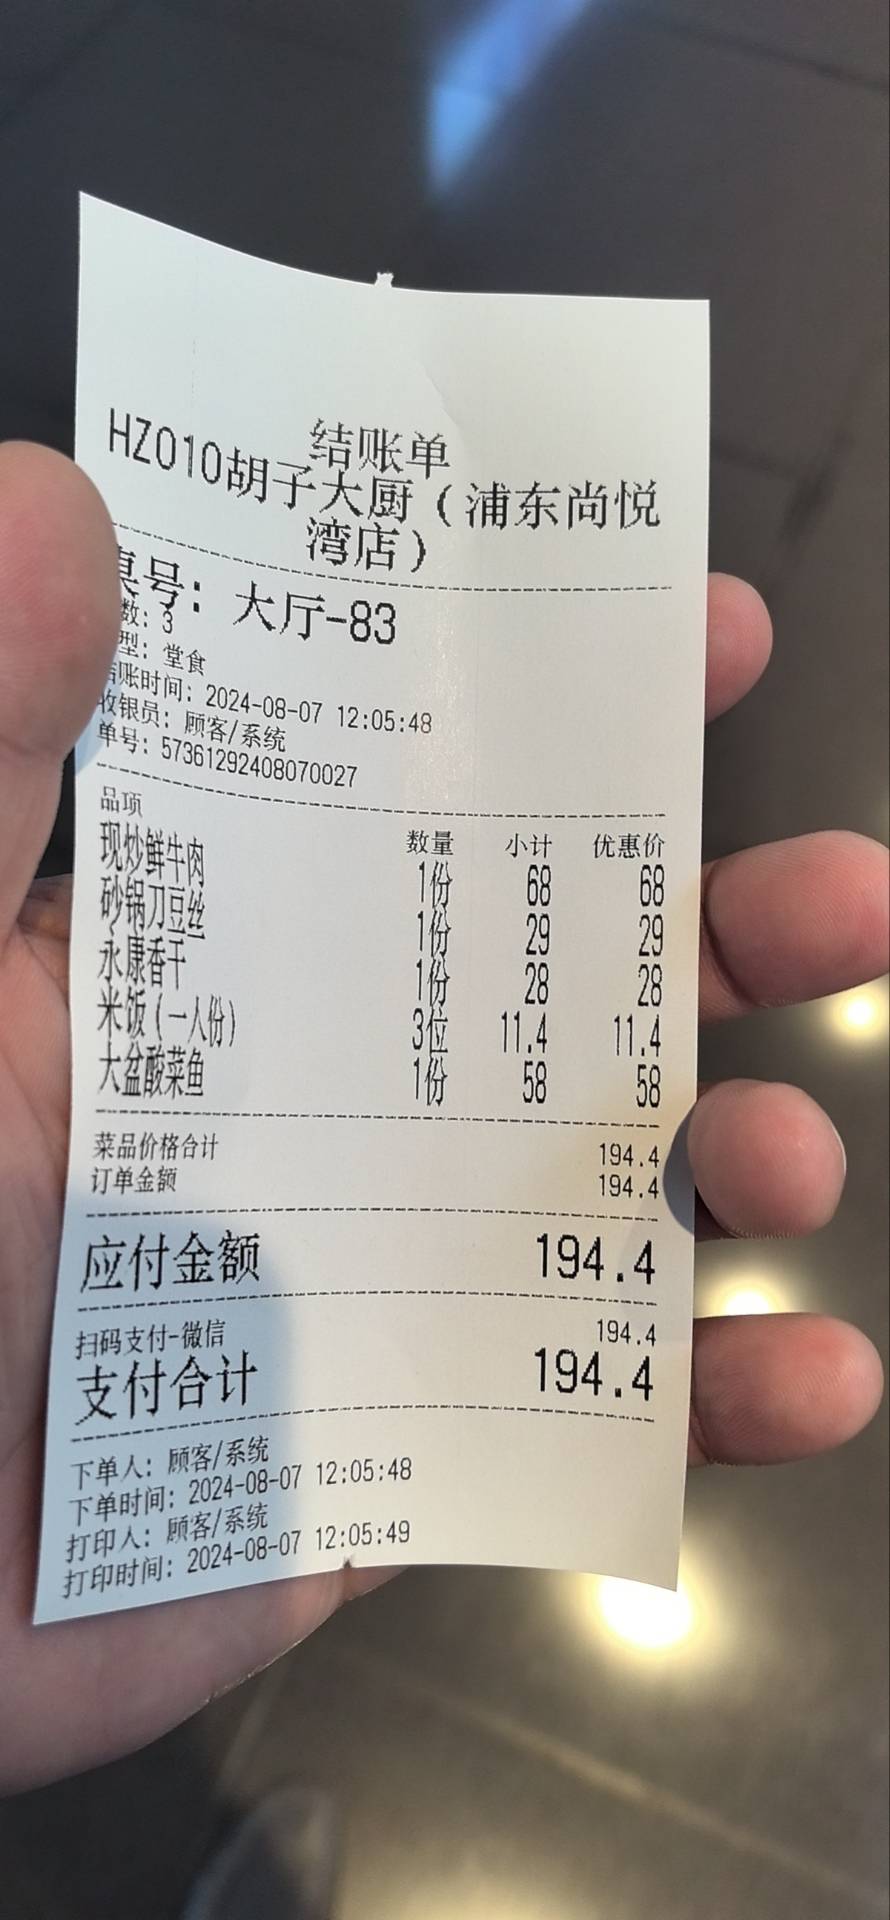 结账单
HZ010胡子大厨(浦东尚悦
湾店)
桌号: 大厅-83
数: 3
型: 堂食
结账时间: 2024-08-07 12:05:48
收银员: 顾客/系统
单号: 57361292408070027
品项 数量 小计 优惠价
现炒鲜牛肉 1份 68 68
砂锅刀豆丝 1份 29 29
永康香干 1份 28 28
米饭(一人份) 3位 11.4 11.4
大盆酸菜鱼 1份 58 58
菜品价格合计 194.4
订单金额 194.4
应付金额 194.4
扫码支付-微信 194.4
支付合计 194.4
下单人: 顾客/系统
下单时间: 2024-08-07 12:05:48
打印人: 顾客/系统
打印时间: 2024-08-07 12:05:49